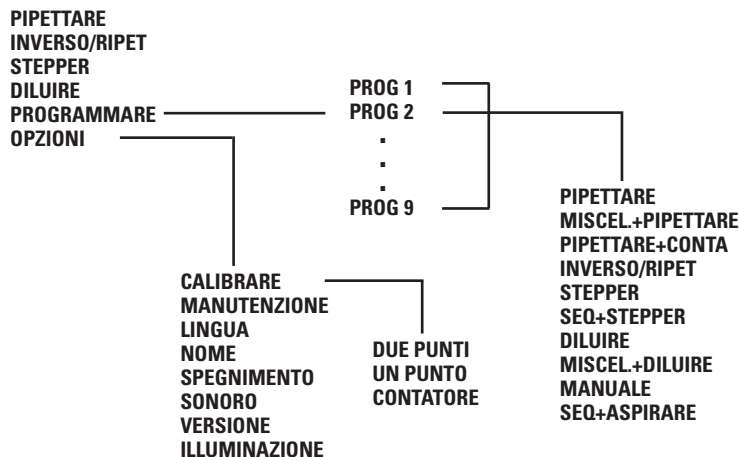 PIPETTARE
INVERSO/RIPET
STEPPER
DILUIRE
PROGRAMMARE
OPZIONI
PROG 1
PROG 2
.
.
.
PROG 9
PIPETTARE
MISCEL.+PIPETTARE
PIPETTARE+CONTA
INVERSO/RIPET
STEPPER
SEQ+STEPPER
DILUIRE
MISCEL.+DILUIRE
MANUALE
SEQ+ASPIRARE
CALIBRARE
MANUTENZIONE
LINGUA
NOME
SPEGNIMENTO
SONORO
VERSIONE
ILLUMINAZIONE
DUE PUNTI
UN PUNTO
CONTATORE